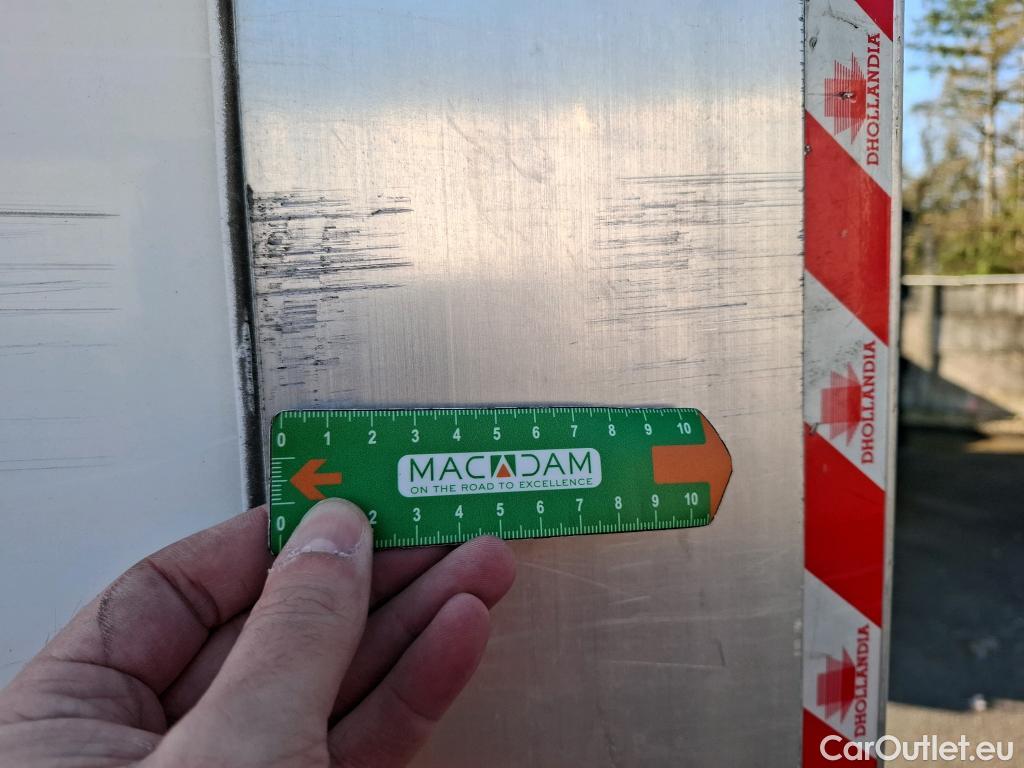 DHOLLANDIA
DHOLLANDIA
DHOLLANDIA
0 1 2 3 4 5 6 7 8 9 10
MACADAM
ON THE ROAD TO EXCELLENCE
0 2 3 4 5 6 7 8 9 10
CarOutlet.eu